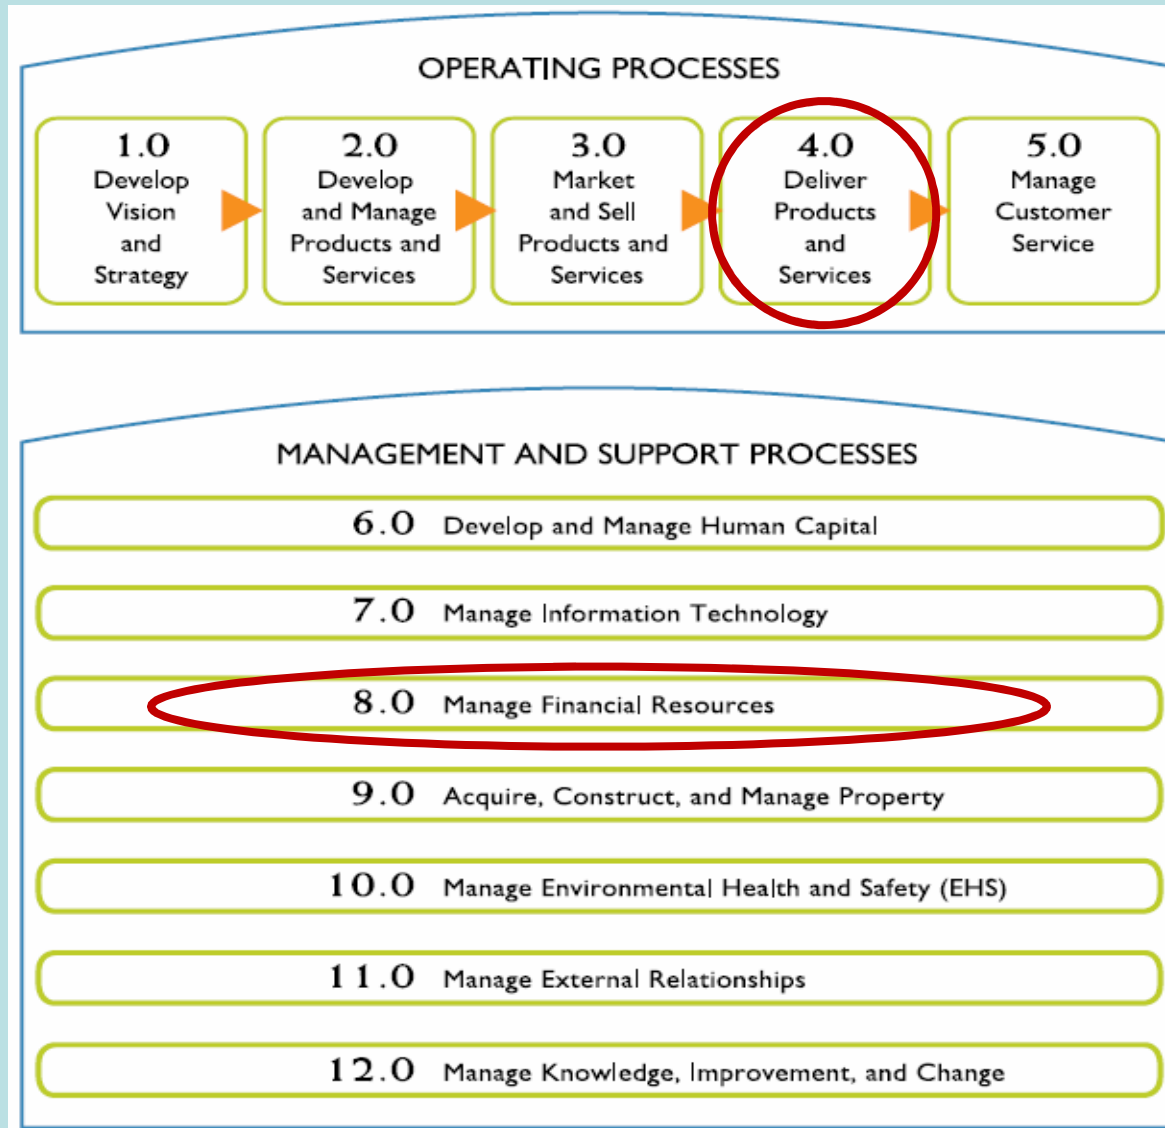 OPERATING PROCESSES
1.0
Develop
Vision
and
Strategy
2.0
Develop
and Manage
Products and
Services
3.0
Market
and Sell
Products and
Services
4.0
Deliver
Products
and
Services
5.0
Manage
Customer
Service
MANAGEMENT AND SUPPORT PROCESSES
6.0 Develop and Manage Human Capital
7.0 Manage Information Technology
8.0 Manage Financial Resources
9.0 Acquire, Construct, and Manage Property
10.0 Manage Environmental Health and Safety (EHS)
11.0 Manage External Relationships
12.0 Manage Knowledge, Improvement, and Change